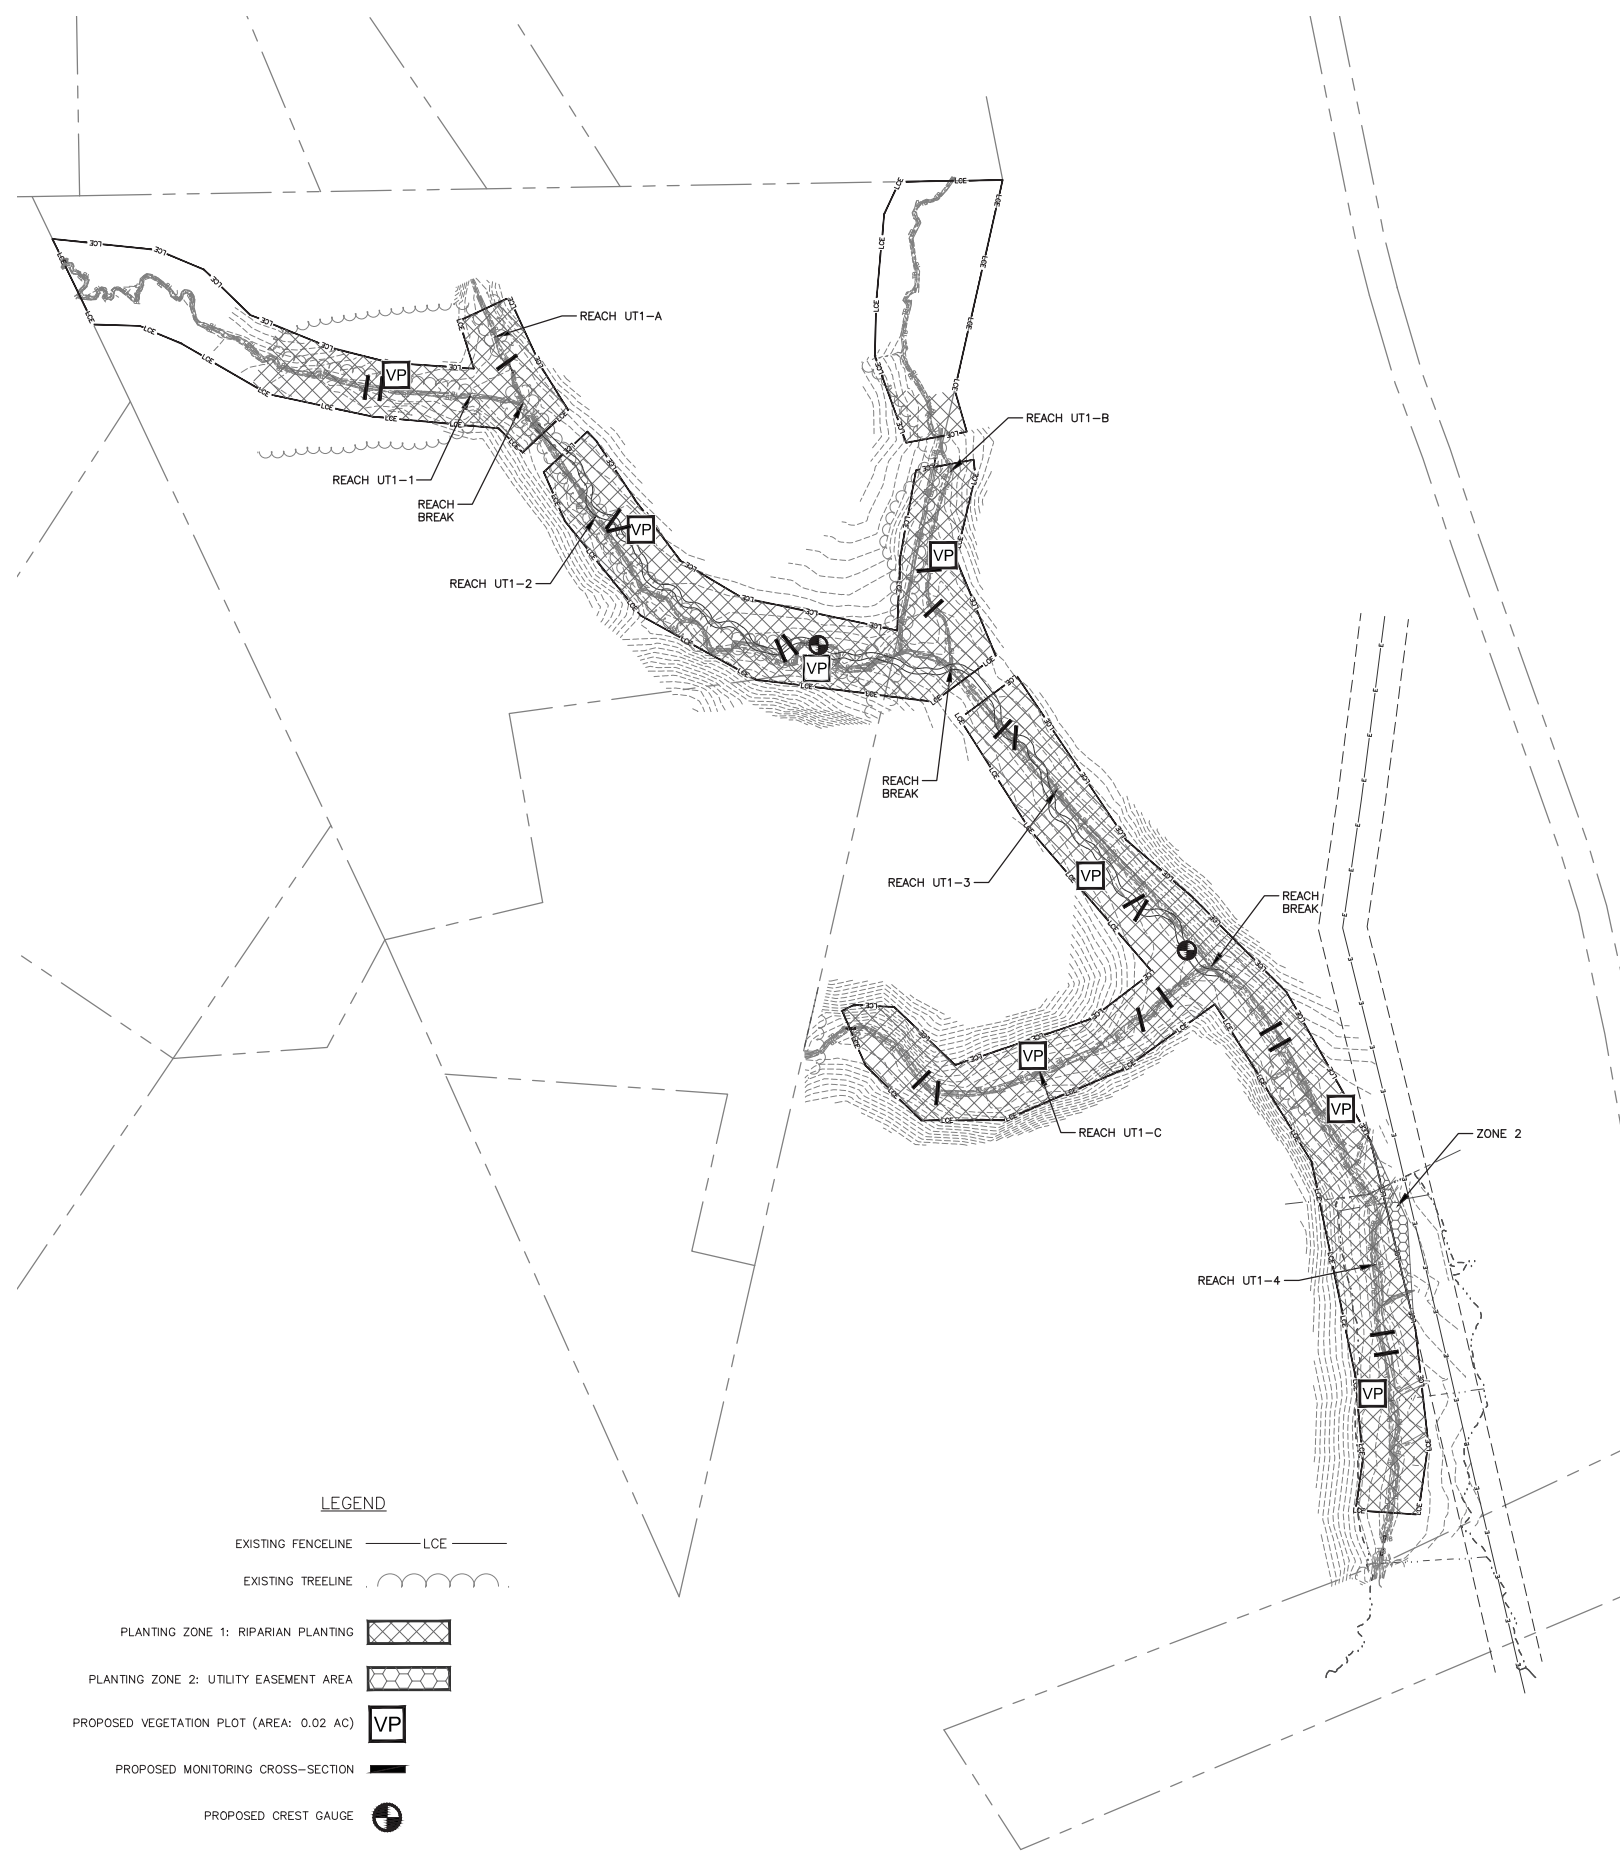 REACH UT1-A
REACH UT1-B
VP
REACH UT1-1
REACH
BREAK
VP
VP
REACH UT1-2
VP
REACH
BREAK
VP
REACH UT1-3
REACH
BREAK
VP
VP
REACH UT1-C
ZONE 2
REACH UT1-4
VP
LEGEND
EXISTING FENCELINE LCE
EXISTING TREELINE
PLANTING ZONE 1: RIPARIAN PLANTING
PLANTING ZONE 2: UTILITY EASEMENT AREA
PROPOSED VEGETATION PLOT (AREA: 0.02 AC) VP
PROPOSED MONITORING CROSS-SECTION
PROPOSED CREST GAUGE